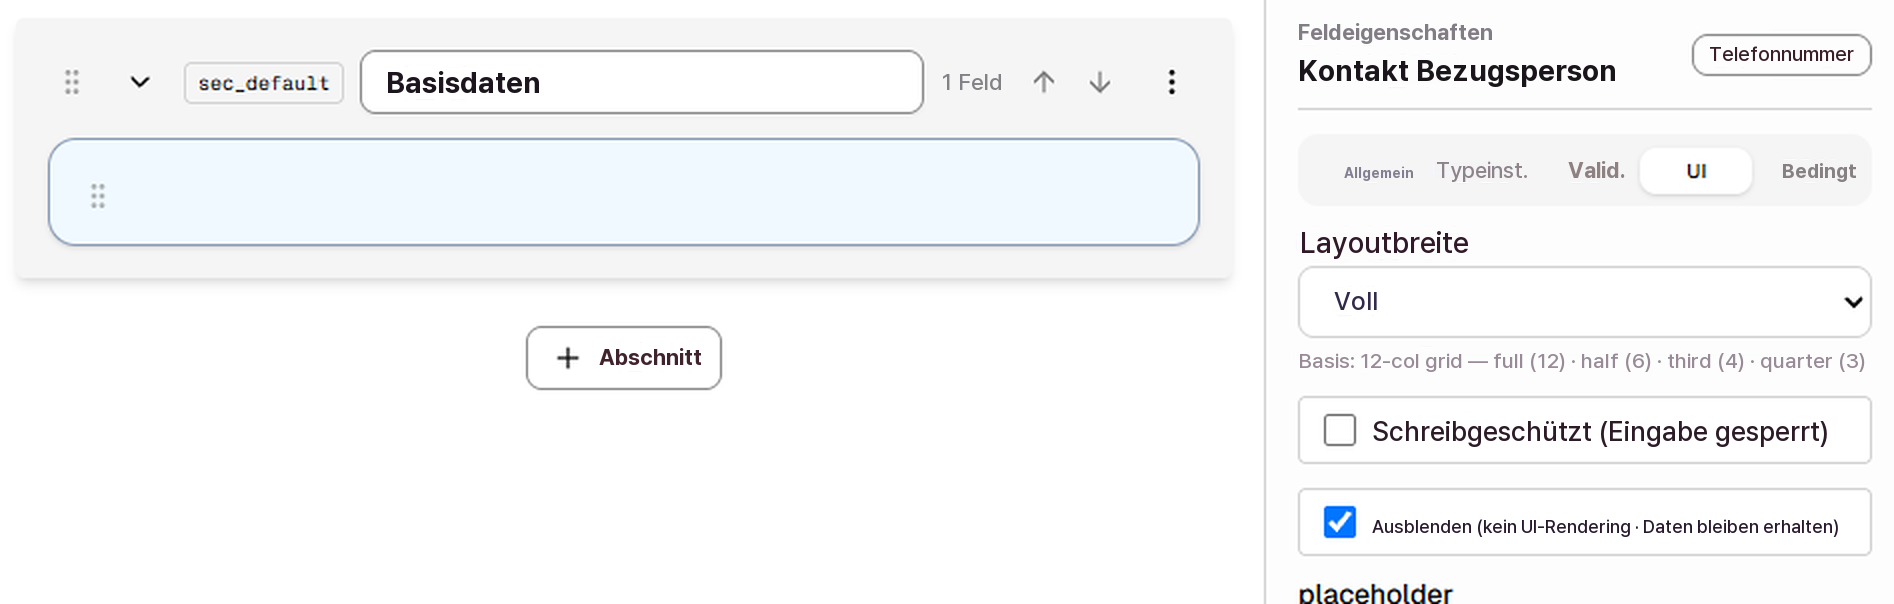 sec_default
Basisdaten
1 Feld
Abschnitt
Feldeigenschaften
Kontakt Bezugsperson
Telefonnummer
Allgemein
Typeinst.
Valid.
UI
Bedingt
Layoutbreite
Voll
Basis: 12-col grid — full (12) · half (6) · third (4) · quarter (3)
Schreibgeschützt (Eingabe gesperrt)
Ausblenden (kein UI-Rendering · Daten bleiben erhalten)
placeholder